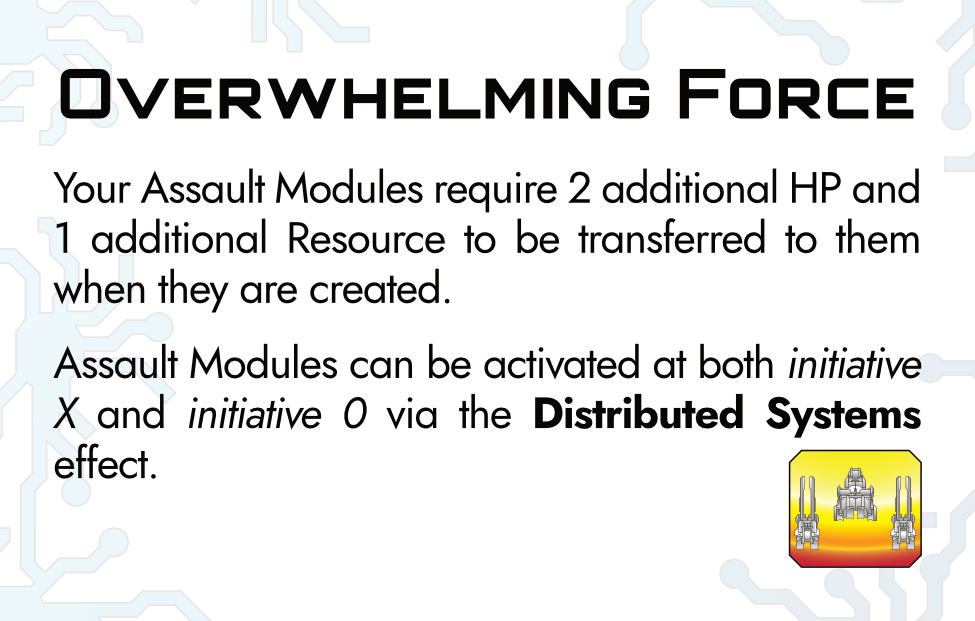 OVERWHELMING FORCE
Your Assault Modules require 2 additional HP and
1 additional Resource to be transferred to them
when they are created.
Assault Modules can be activated at both initiative
X and initiative 0 via the Distributed Systems
effect.